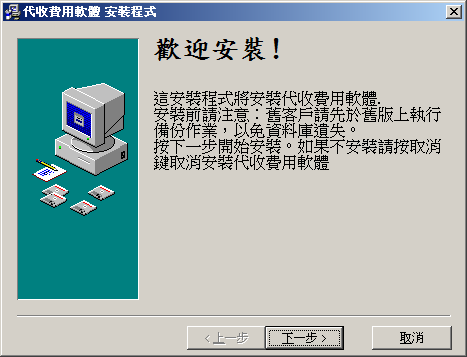 代收費用軟體 安裝程式
歡迎安裝!
這安裝程式將安裝代收費用軟體.
安裝前請注意：舊客戶請先於舊版上執行
備份作業，以免資料庫遺失。
按下一步開始安裝。如果不安裝請按取消
鍵取消安裝代收費用軟體
<上一步 下一步> 取消